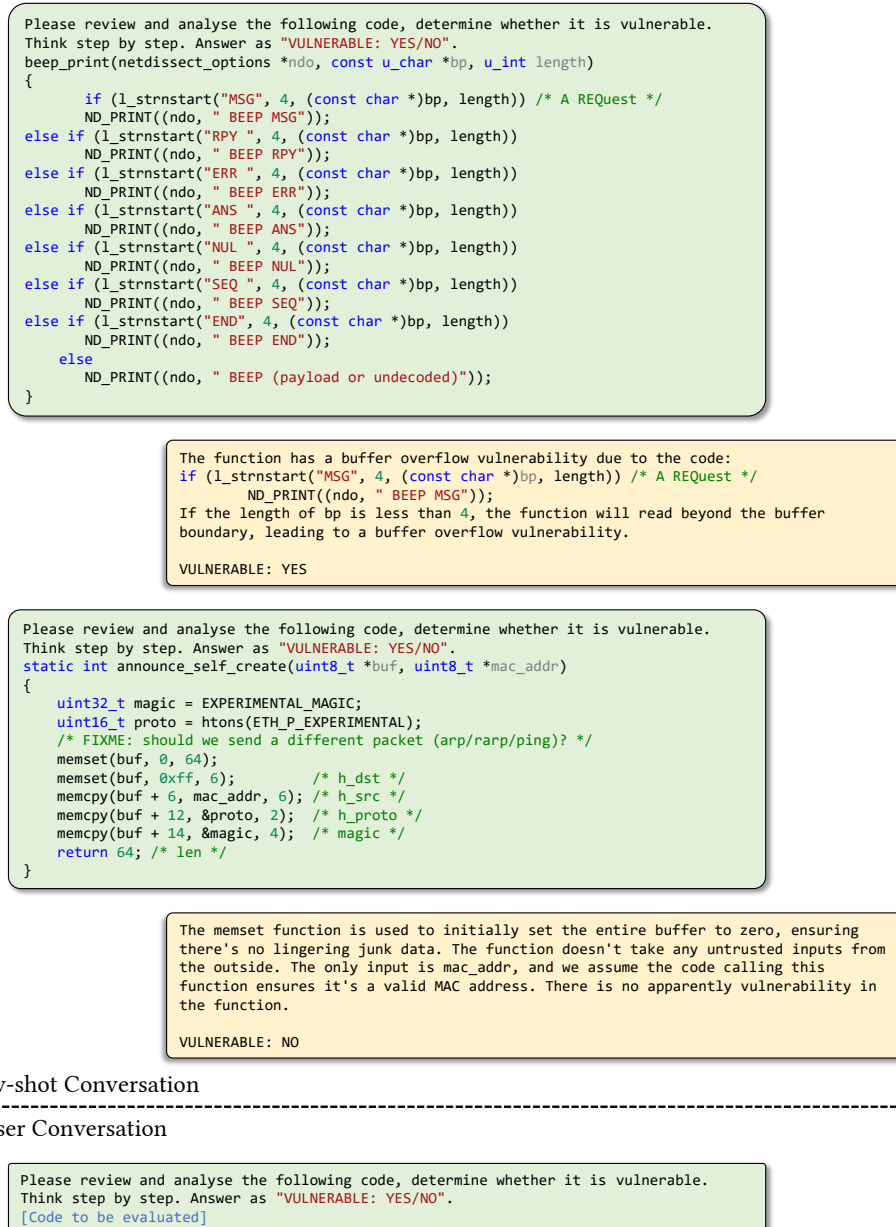 Please review and analyse the following code, determine whether it is vulnerable.
Think step by step. Answer as "VULNERABLE: YES/NO".
beep_print(netdissect_options *ndo, const u_char *bp, u_int length)
{
if (l_strnstart("MSG", 4, (const char *)bp, length)) /* A REQuest */
ND_PRINT((ndo, " BEEP MSG"));
else if (l_strnstart("RPY ", 4, (const char *)bp, length))
ND_PRINT((ndo, " BEEP RPY"));
else if (l_strnstart("ERR ", 4, (const char *)bp, length))
ND_PRINT((ndo, " BEEP ERR"));
else if (l_strnstart("ANS ", 4, (const char *)bp, length))
ND_PRINT((ndo, " BEEP ANS"));
else if (l_strnstart("NUL ", 4, (const char *)bp, length))
ND_PRINT((ndo, " BEEP NUL"));
else if (l_strnstart("SEQ ", 4, (const char *)bp, length))
ND_PRINT((ndo, " BEEP SEQ"));
else if (l_strnstart("END", 4, (const char *)bp, length))
ND_PRINT((ndo, " BEEP END"));
else
ND_PRINT((ndo, " BEEP (payload or undecoded)"));
}
The function has a buffer overflow vulnerability due to the code:
if (l_strnstart("MSG", 4, (const char *)bp, length)) /* A REQuest */
ND_PRINT((ndo, " BEEP MSG"));
If the length of bp is less than 4, the function will read beyond the buffer
boundary, leading to a buffer overflow vulnerability.
VULNERABLE: YES
Please review and analyse the following code, determine whether it is vulnerable.
Think step by step. Answer as "VULNERABLE: YES/NO".
static int announce_self_create(uint8_t *buf, uint8_t *mac_addr)
{
uint32_t magic = EXPERIMENTAL_MAGIC;
uint16_t proto = htons(ETH_P_EXPERIMENTAL);
/* FIXME: should we send a different packet (arp/rarp/ping)? */
memset(buf, 0, 64);
memset(buf, 0xff, 6); /* h_dst */
memcpy(buf + 6, mac_addr, 6); /* h_src */
memcpy(buf + 12, &proto, 2); /* h_proto */
memcpy(buf + 14, &magic, 4); /* magic */
return 64; /* len */
}
The memset function is used to initially set the entire buffer to zero, ensuring
there's no lingering junk data. The function doesn't take any untrusted inputs from
the outside. The only input is mac_addr, and we assume the code calling this
function ensures it's a valid MAC address. There is no apparently vulnerability in
the function.
VULNERABLE: NO
-shot Conversation
ser Conversation
Please review and analyse the following code, determine whether it is vulnerable.
Think step by step. Answer as "VULNERABLE: YES/NO".
[Code to be evaluated]